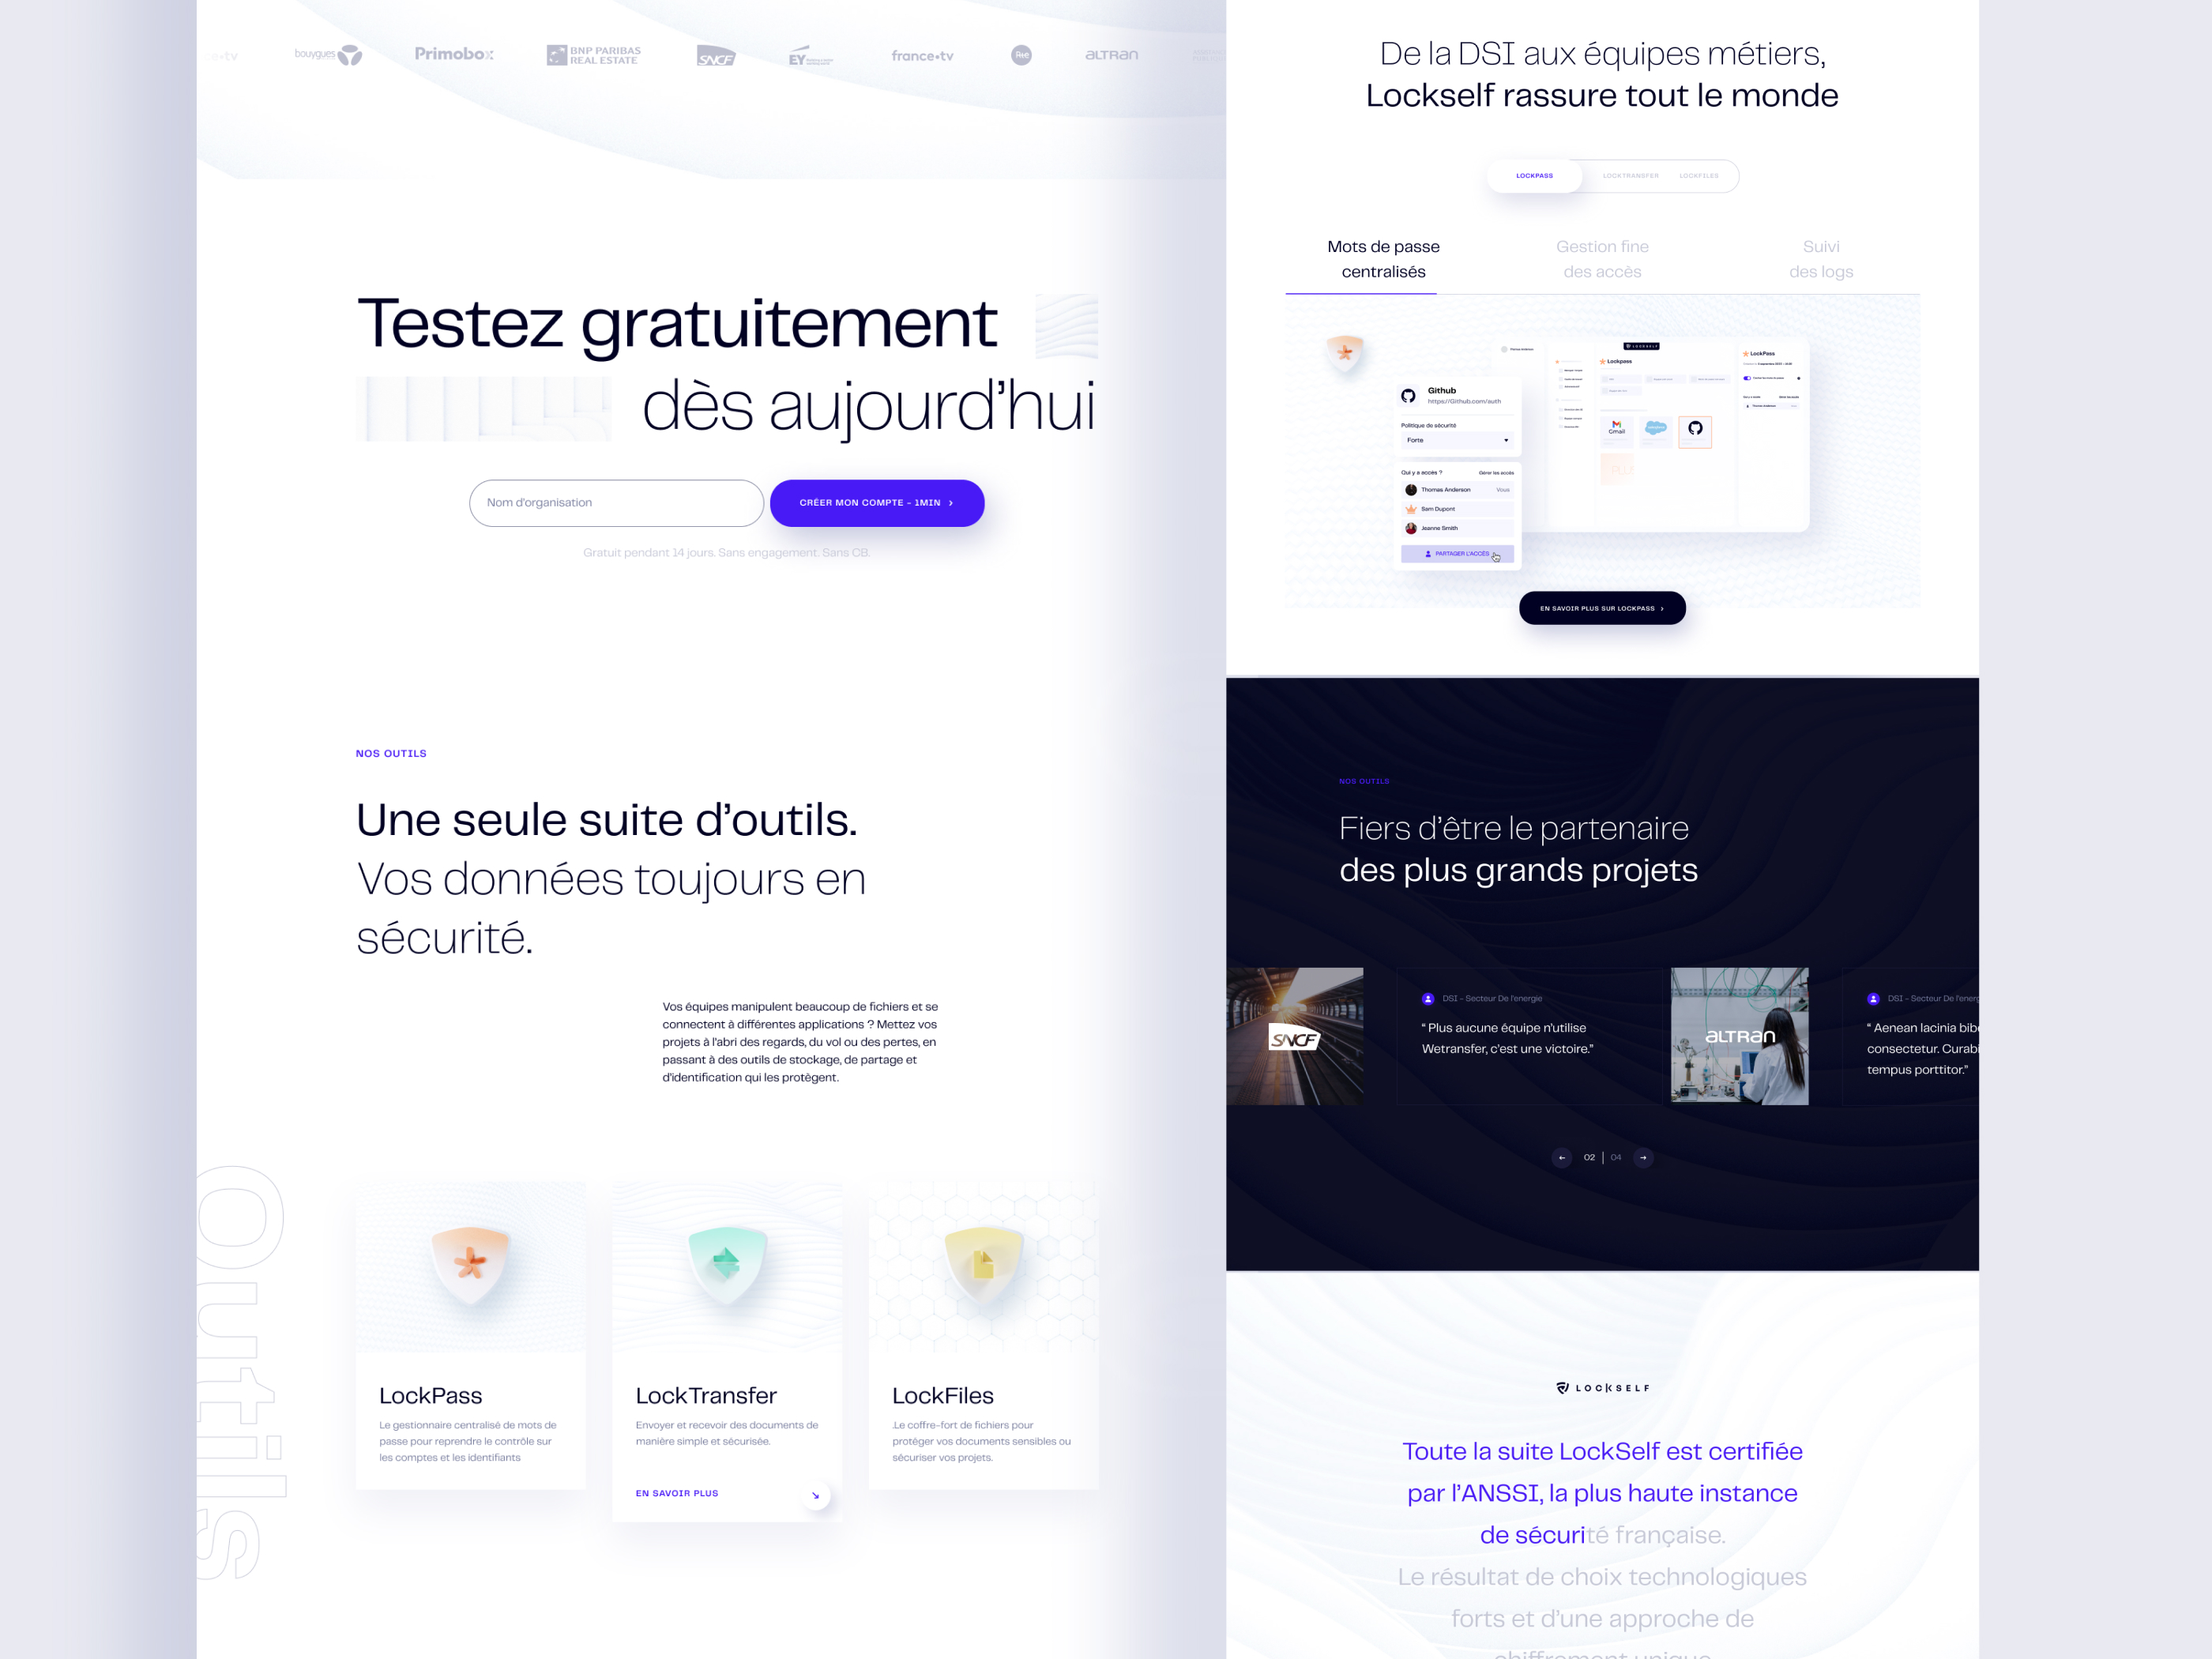 e•tv
bouygues
Primobox
BNP PARIBAS
REAL ESTATE
SNCF
EY
france•tv
Rte
altran
Testez gratuitement
dès aujourd’hui
Nom d’organisation
CRÉER MON COMPTE - 1MIN >
Gratuit pendant 14 jours. Sans engagement. Sans CB.
NOS OUTILS
Une seule suite d’outils.
Vos données toujours en
sécurité.
Vos équipes manipulent beaucoup de fichiers et se
connectent à différentes applications ? Mettez vos
projets à l’abri des regards, du vol ou des pertes, en
passant à des outils de stockage, de partage et
d’identification qui les protègent.
Outils
LockPass
Le gestionnaire centralisé de mots de
passe pour reprendre le contrôle sur
les comptes et les identifiants
LockTransfer
Envoyer et recevoir des documents de
manière simple et sécurisée.
EN SAVOIR PLUS
LockFiles
.Le coffre-fort de fichiers pour
protéger vos documents sensibles ou
sécuriser vos projets.
De la DSI aux équipes métiers,
Lockself rassure tout le monde
LOCKPASS
LOCKTRANSFER
LOCKFILES
Mots de passe
centralisés
Gestion fine
des accès
Suivi
des logs
Github
https://Github.com/auth
Politique de sécurité
Forte
Qui y a accès ?
Gérer les accès
Thomas Anderson
Vous
Sam Dupont
Jeanne Smith
PARTAGER L’ACCÈS
LOCKSELF
Lockpass
Gmail
LockPass
Thomas Anderson
EN SAVOIR PLUS SUR LOCKPASS >
NOS OUTILS
Fiers d’être le partenaire
des plus grands projets
SNCF
DSI - Secteur De l’energie
“ Plus aucune équipe n’utilise
Wetransfer, c’est une victoire.”
altran
DSI - Secteur De l’energ
“ Aenean lacinia bib
consectetur. Curabi
tempus porttitor.”
02 | 04
LOCKSELF
Toute la suite LockSelf est certifiée
par l’ANSSI, la plus haute instance
de sécurité française.
Le résultat de choix technologiques
forts et d’une approche de
chiffrement unique